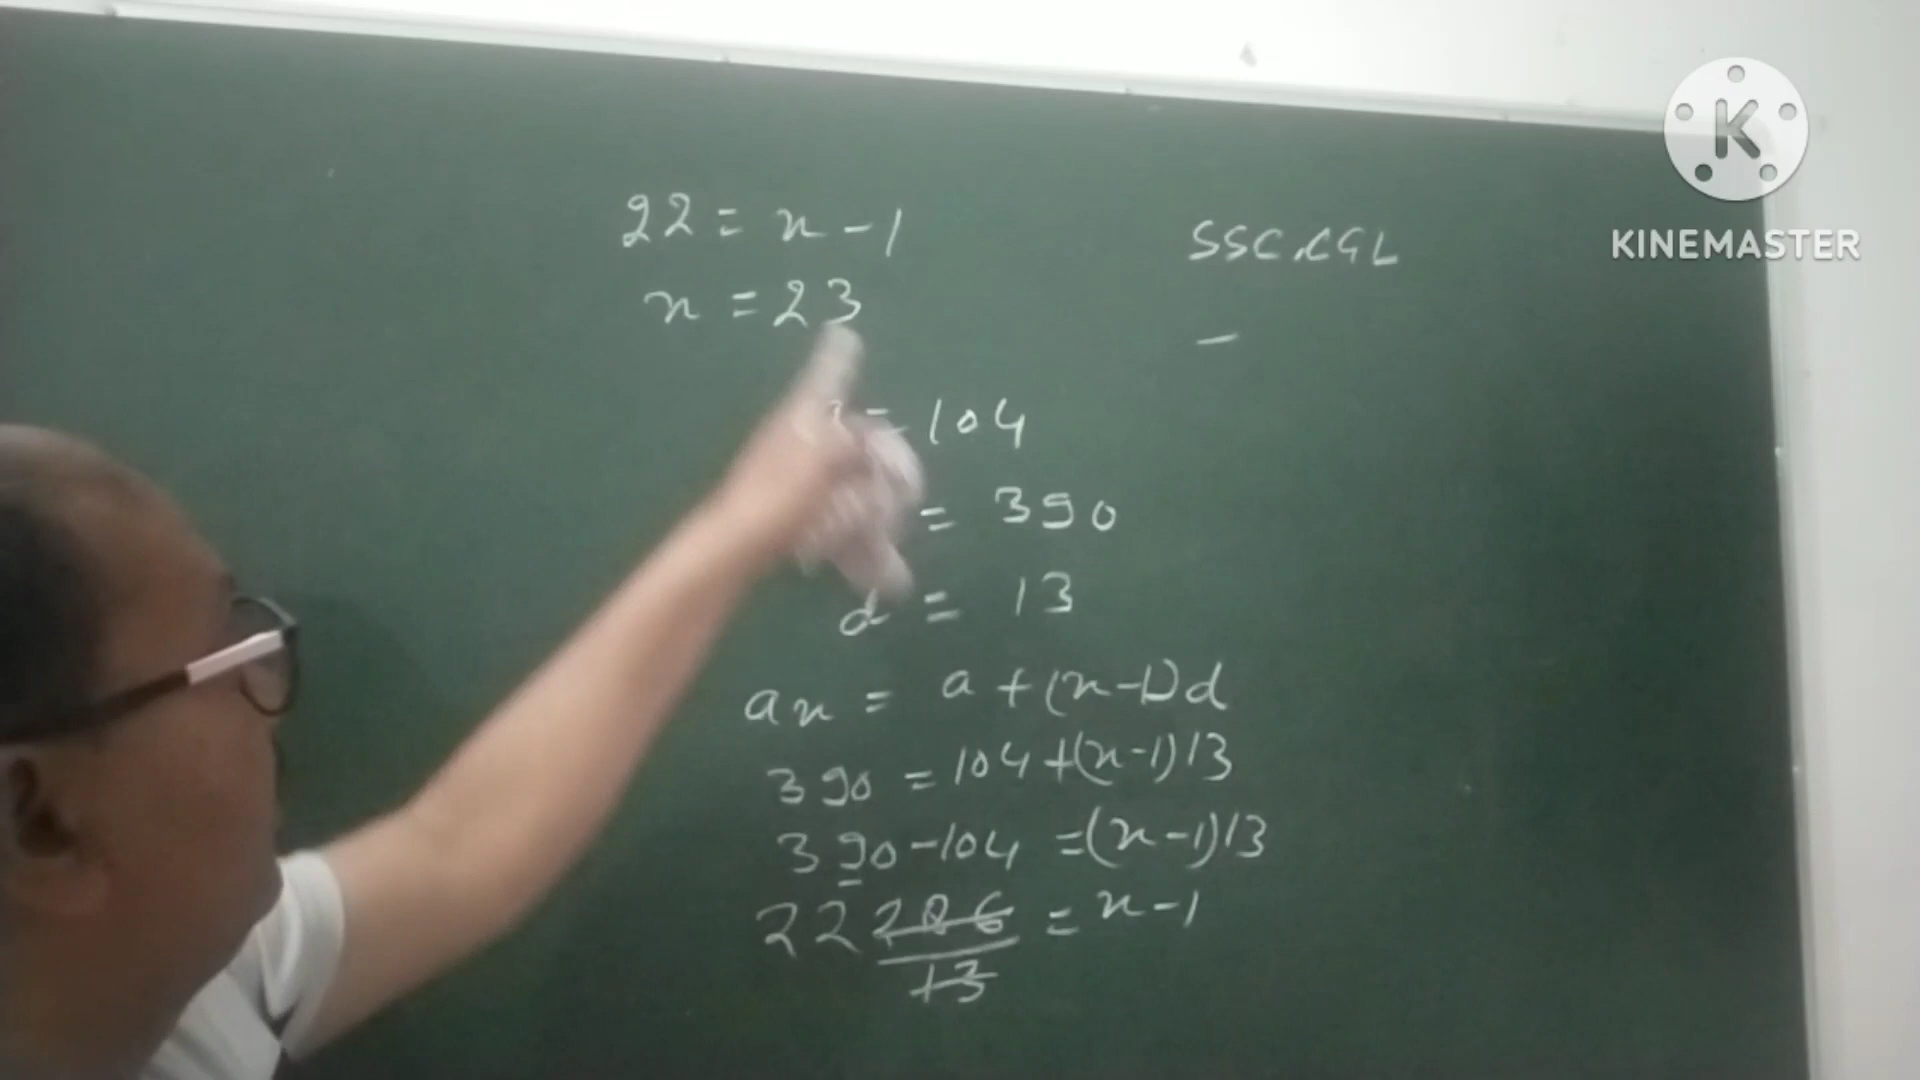 22 = n - 1
n = 23
SSC, CGL
-
= 104
= 390
d = 13
an = a + (n-1)d
390 = 104 + (n-1)13
390 - 104 = (n-1)13
22 286/13 = n - 1
K
KINEMASTER